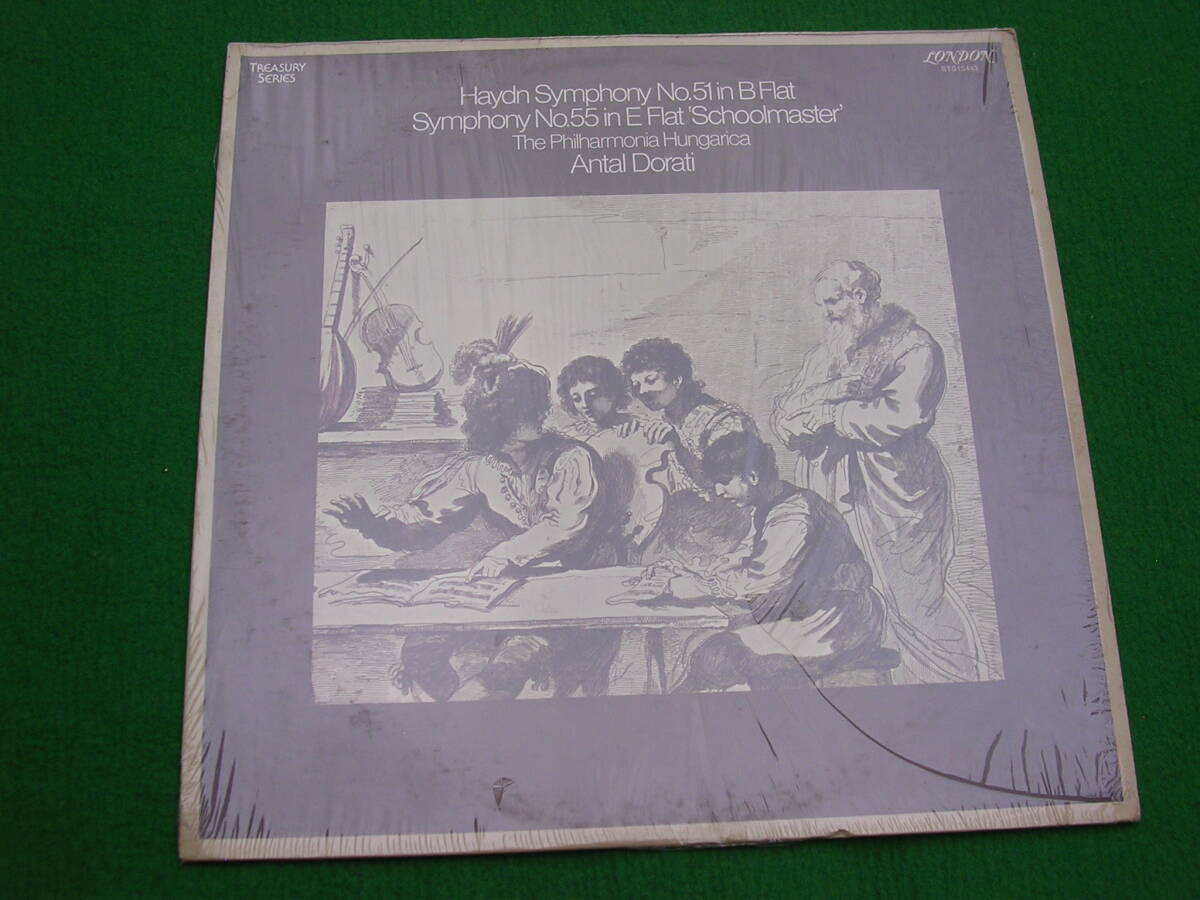 TREASURY
SERIES
LONDON
STS15443
Haydn Symphony No.51 in B Flat
Symphony No.55 in E Flat 'Schoolmaster'
The Philharmonia Hungarica
Antal Dorati